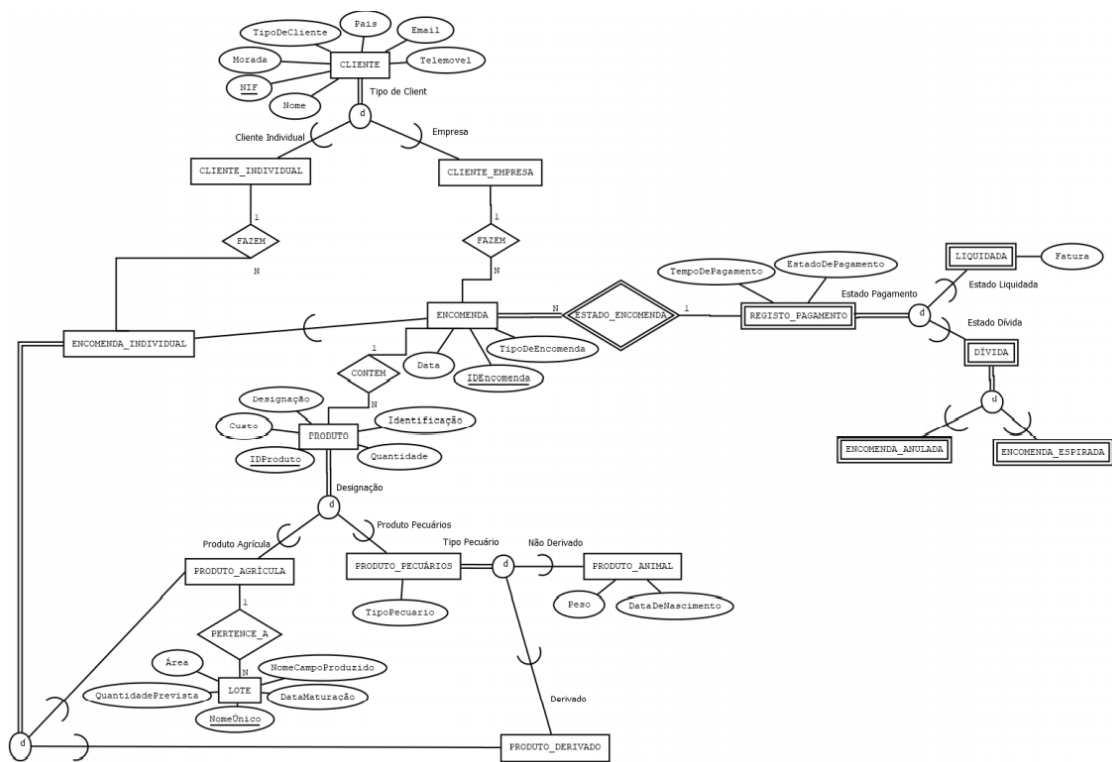 País
TipoDeCliente
Email
Morada
CLIENTE
Telemovel
NIF
Tipo de Client
Nome
d
Cliente Individual
Empresa
CLIENTE_INDIVIDUAL
CLIENTE_EMPRESA
1
1
FAZEM
FAZEM
N
N
TempoDePagamento
EstadoDePagamento
LIQUIDADA
Fatura
Estado Pagamento
Estado Liquidada
ENCOMENDA
N
ESTADO_ENCOMENDA
1
REGISTO_PAGAMENTO
d
Estado Dívida
ENCOMENDA_INDIVIDUAL
1
Data
TipoDeEncomenda
DÍVIDA
CONTEM
IDEncomenda
N
d
Designação
Custo
PRODUTO
Identificação
IDProduto
Quantidade
ENCOMENDA_ANULADA
ENCOMENDA_ESPIRADA
Designação
d
Produto Pecuários
Produto Agrícula
Tipo Pecuário
Não Derivado
PRODUTO_AGRÍCULA
PRODUTO_PECUÁRIOS
d
PRODUTO_ANIMAL
1
TipoPecuario
Peso
DataDeNascimento
PERTENCE_A
N
Área
NomeCampoProduzido
QuantidadePrevista
LOTE
DataMaturação
NomeÚnico
Derivado
d
PRODUTO_DERIVADO